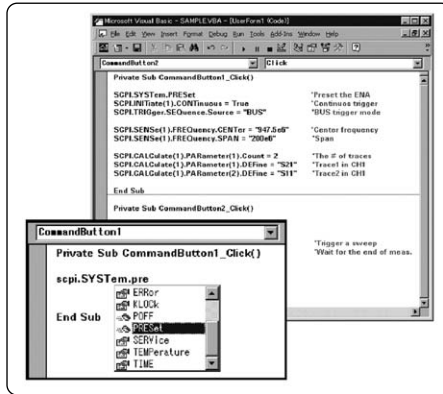 Microsoft Visual Basic - SAMPLE.VBA - [UserForm1 (Code)]
File Edit View Insert Format Debug Run Tools Add-Ins Window Help
CommandButton2 Click
Private Sub CommandButton1_Click()
SCPI.SYSTem.PRESet 'Preset the ENA
SCPI.INITiate(1).CONTinuous = True 'Continuos trigger
SCPI.TRIGger.SEQuence.Source = "BUS" 'BUS trigger mode
SCPI.SENSe(1).FREQuency.CENTer = "947.5e6" 'Center frequency
SCPI.SENSe(1).FREQuency.SPAN = "200e6" 'Span
SCPI.CALCulate(1).PARameter(1).Count = 2 'The # of traces
SCPI.CALCulate(1).PARameter(1).DEFine = "S21" 'Trace1 in CH1
SCPI.CALCulate(1).PARameter(2).DEFine = "S11" 'Trace2 in CH1
End Sub
Private Sub CommandButton2_Click()
'Trigger a sweep
'Wait for the end of meas.
CommandButton1
Private Sub CommandButton1_Click()
scpi.SYSTem.pre
ERRor
KLOCk
POFF
PRESet
SERVice
TEMPerature
TIME
End Sub